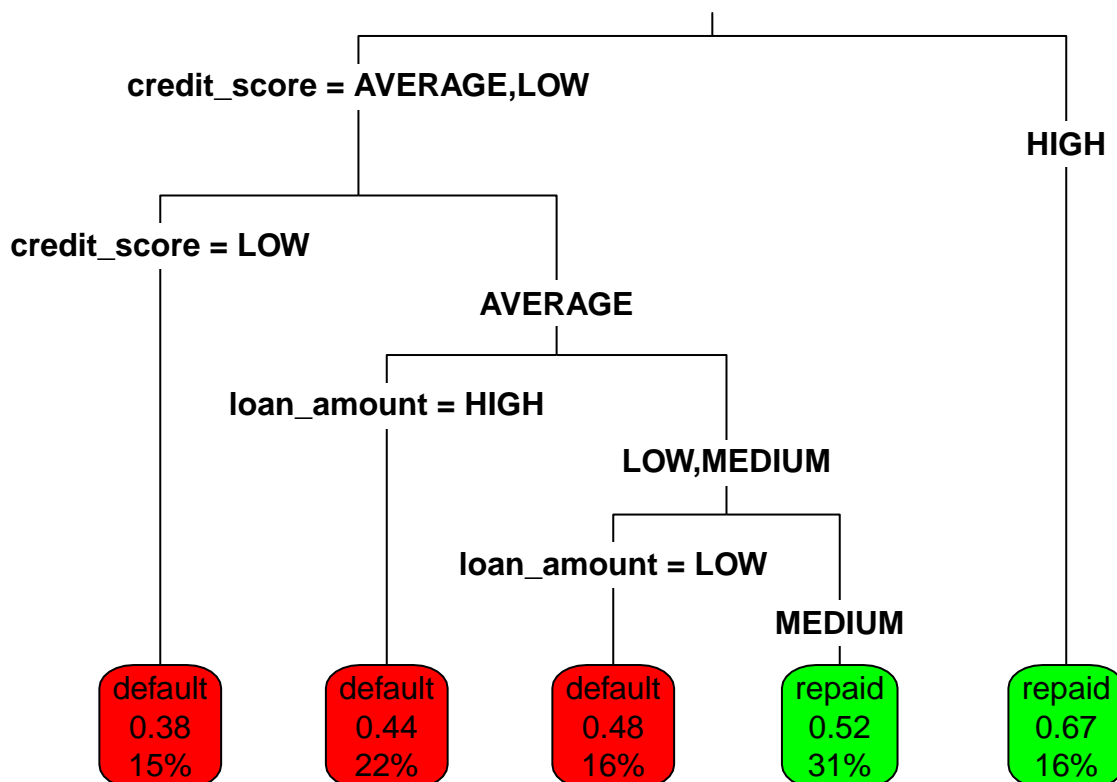 credit_score = AVERAGE,LOW
HIGH
credit_score = LOW
AVERAGE
loan_amount = HIGH
LOW,MEDIUM
loan_amount = LOW
MEDIUM
default
0.38
15%
default
0.44
22%
default
0.48
16%
repaid
0.52
31%
repaid
0.67
16%